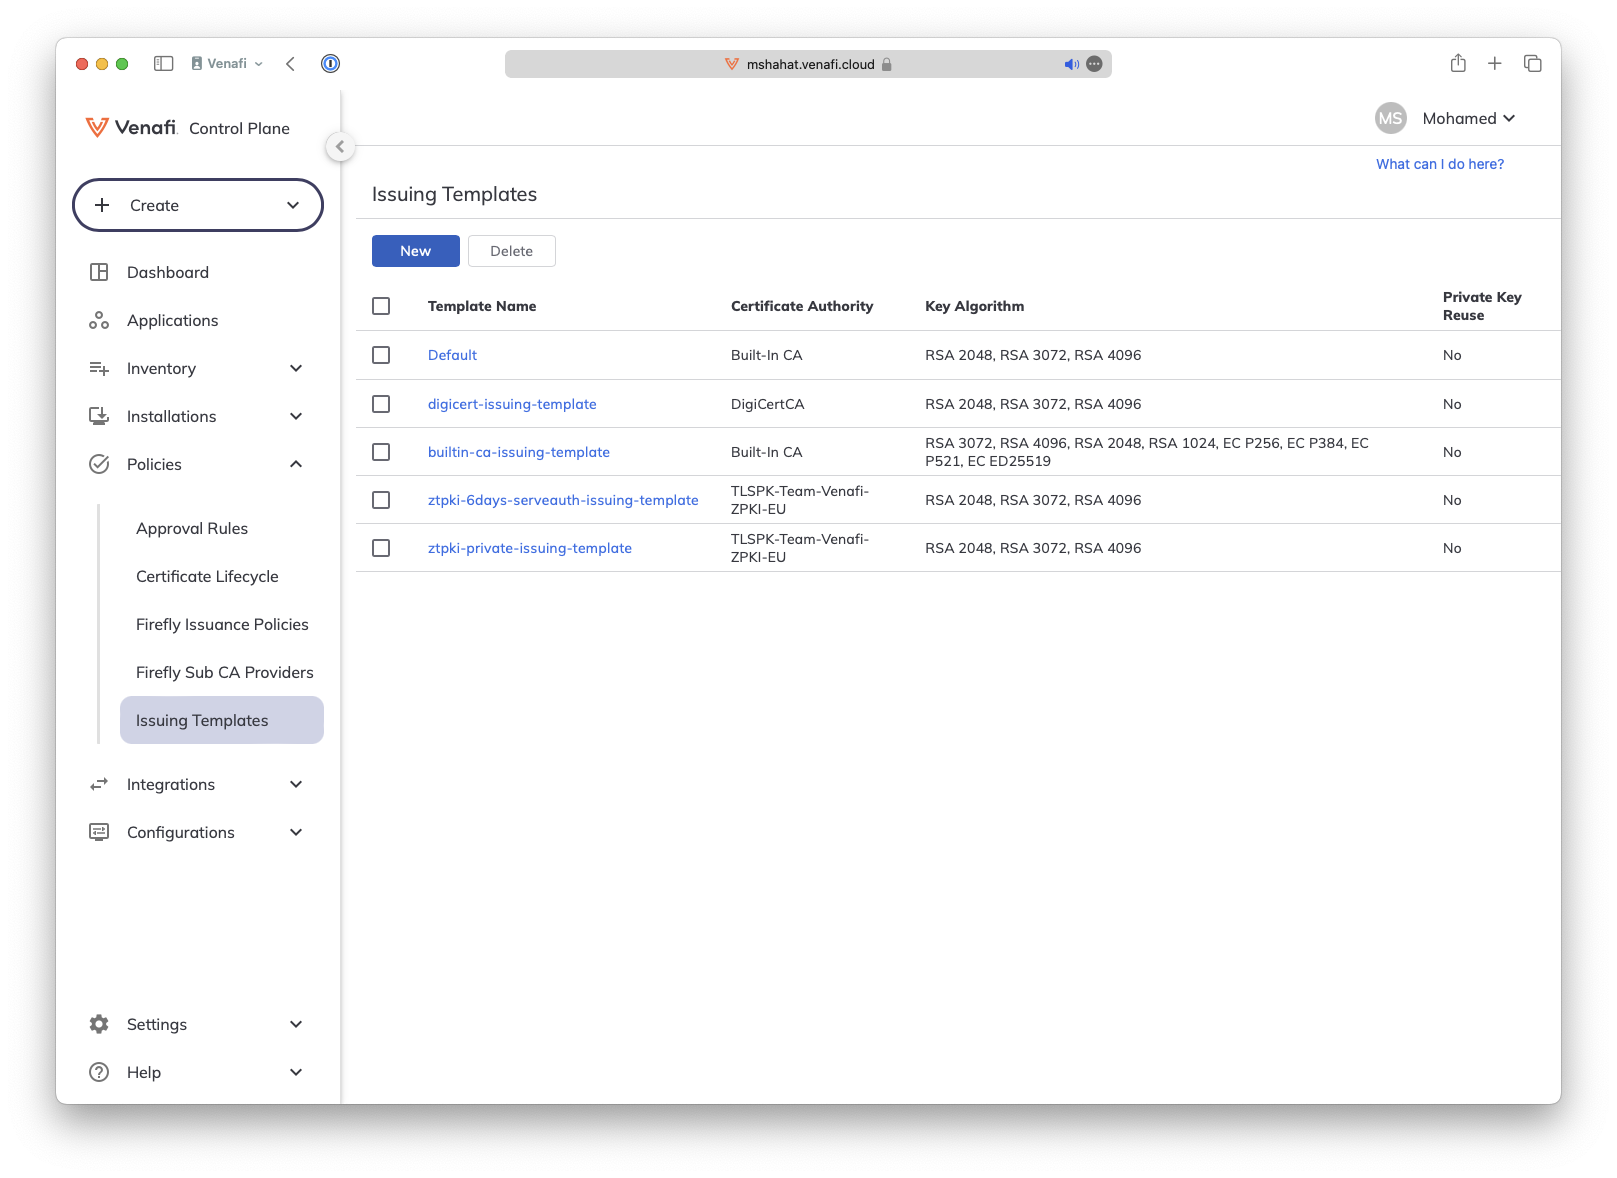 Venafi
mshahat.venafi.cloud
Venafi Control Plane
MS Mohamed
What can I do here?
Create
Dashboard
Applications
Inventory
Installations
Policies
Approval Rules
Certificate Lifecycle
Firefly Issuance Policies
Firefly Sub CA Providers
Issuing Templates
Integrations
Configurations
Settings
Help
Issuing Templates
New Delete
Template Name Certificate Authority Key Algorithm Private Key
Reuse
Default Built-In CA RSA 2048, RSA 3072, RSA 4096 No
digicert-issuing-template DigiCertCA RSA 2048, RSA 3072, RSA 4096 No
builtin-ca-issuing-template Built-In CA RSA 3072, RSA 4096, RSA 2048, RSA 1024, EC P256, EC P384, EC
P521, EC ED25519 No
ztpki-6days-serveauth-issuing-template TLSPK-Team-Venafi-
ZPKI-EU RSA 2048, RSA 3072, RSA 4096 No
ztpki-private-issuing-template TLSPK-Team-Venafi-
ZPKI-EU RSA 2048, RSA 3072, RSA 4096 No